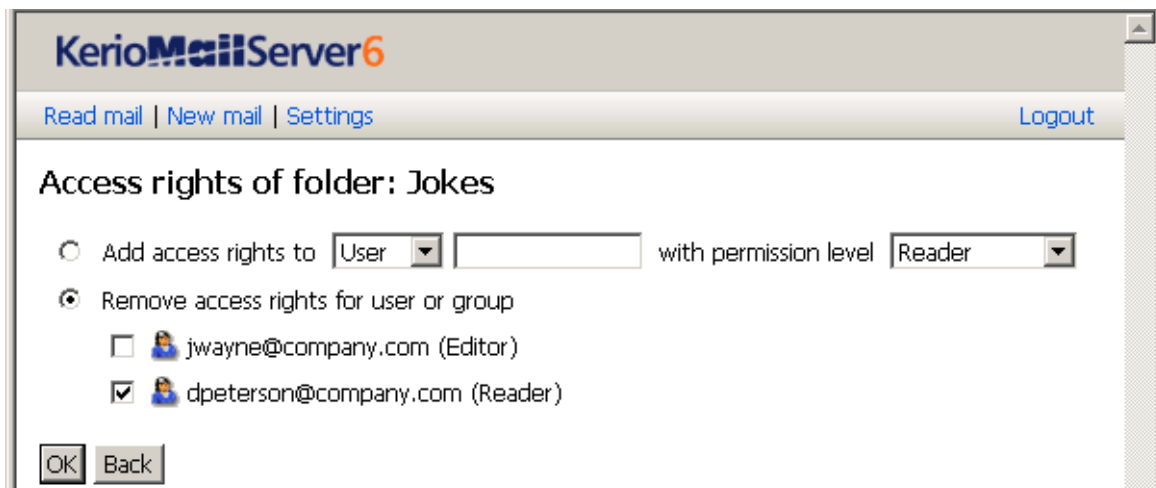 KerioMailServer6
Read mail | New mail | Settings Logout
Access rights of folder: Jokes
Add access rights to User with permission level Reader
Remove access rights for user or group
jwayne@company.com (Editor)
dpeterson@company.com (Reader)
OK Back